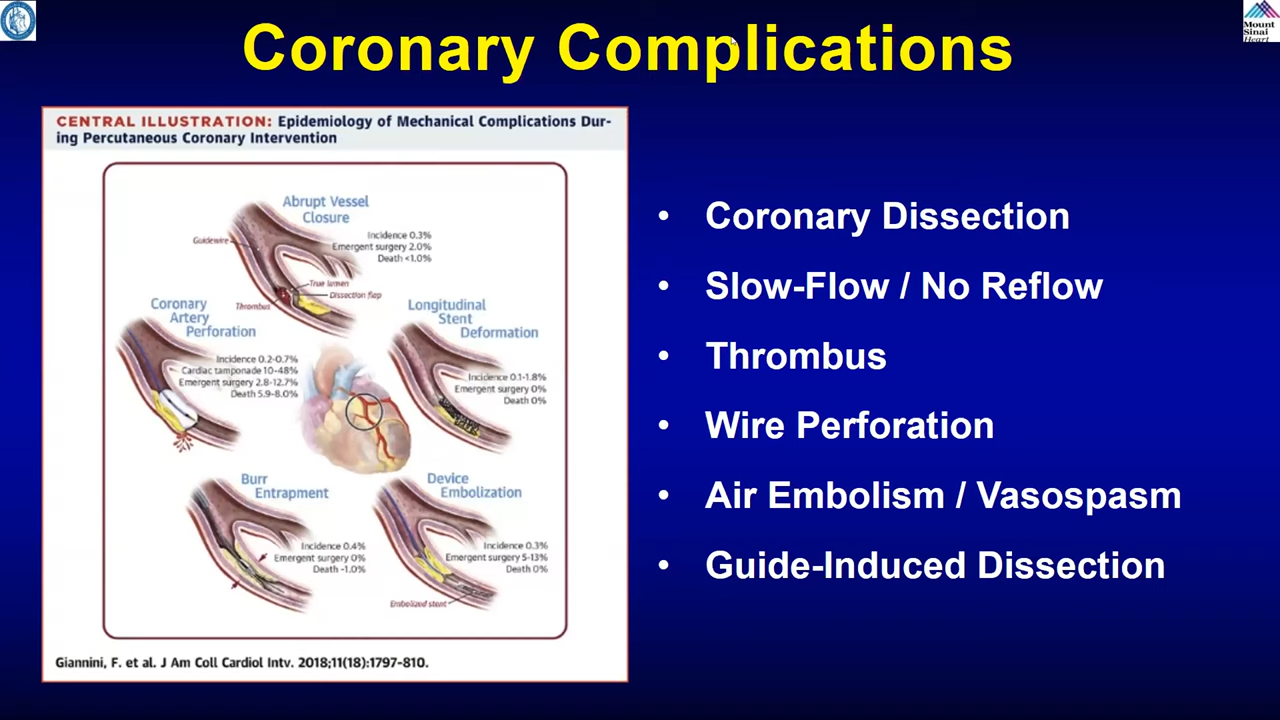 Coronary Complications
Mount
Sinai
Heart
CENTRAL ILLUSTRATION: Epidemiology of Mechanical Complications Dur-
ing Percutaneous Coronary Intervention
Abrupt Vessel
Closure
Incidence 0.3%
Emergent surgery 2.0%
Death <1.0%
Guidewire
True lumen
Dissection flap
Thrombus
Coronary
Artery
Perforation
Incidence 0.2-0.7%
Cardiac tamponade 10-48%
Emergent surgery 2.8-12.7%
Death 5.9-8.0%
Longitudinal
Stent
Deformation
Incidence 0.1-1.8%
Emergent surgery 0%
Death 0%
Burr
Entrapment
Incidence 0.4%
Emergent surgery 0%
Death ~1.0%
Device
Embolization
Incidence 0.3%
Emergent surgery 5-13%
Death 0%
Embolized stent
Giannini, F. et al. J Am Coll Cardiol Intv. 2018;11(18):1797-810.
• Coronary Dissection
• Slow-Flow / No Reflow
• Thrombus
• Wire Perforation
• Air Embolism / Vasospasm
• Guide-Induced Dissection